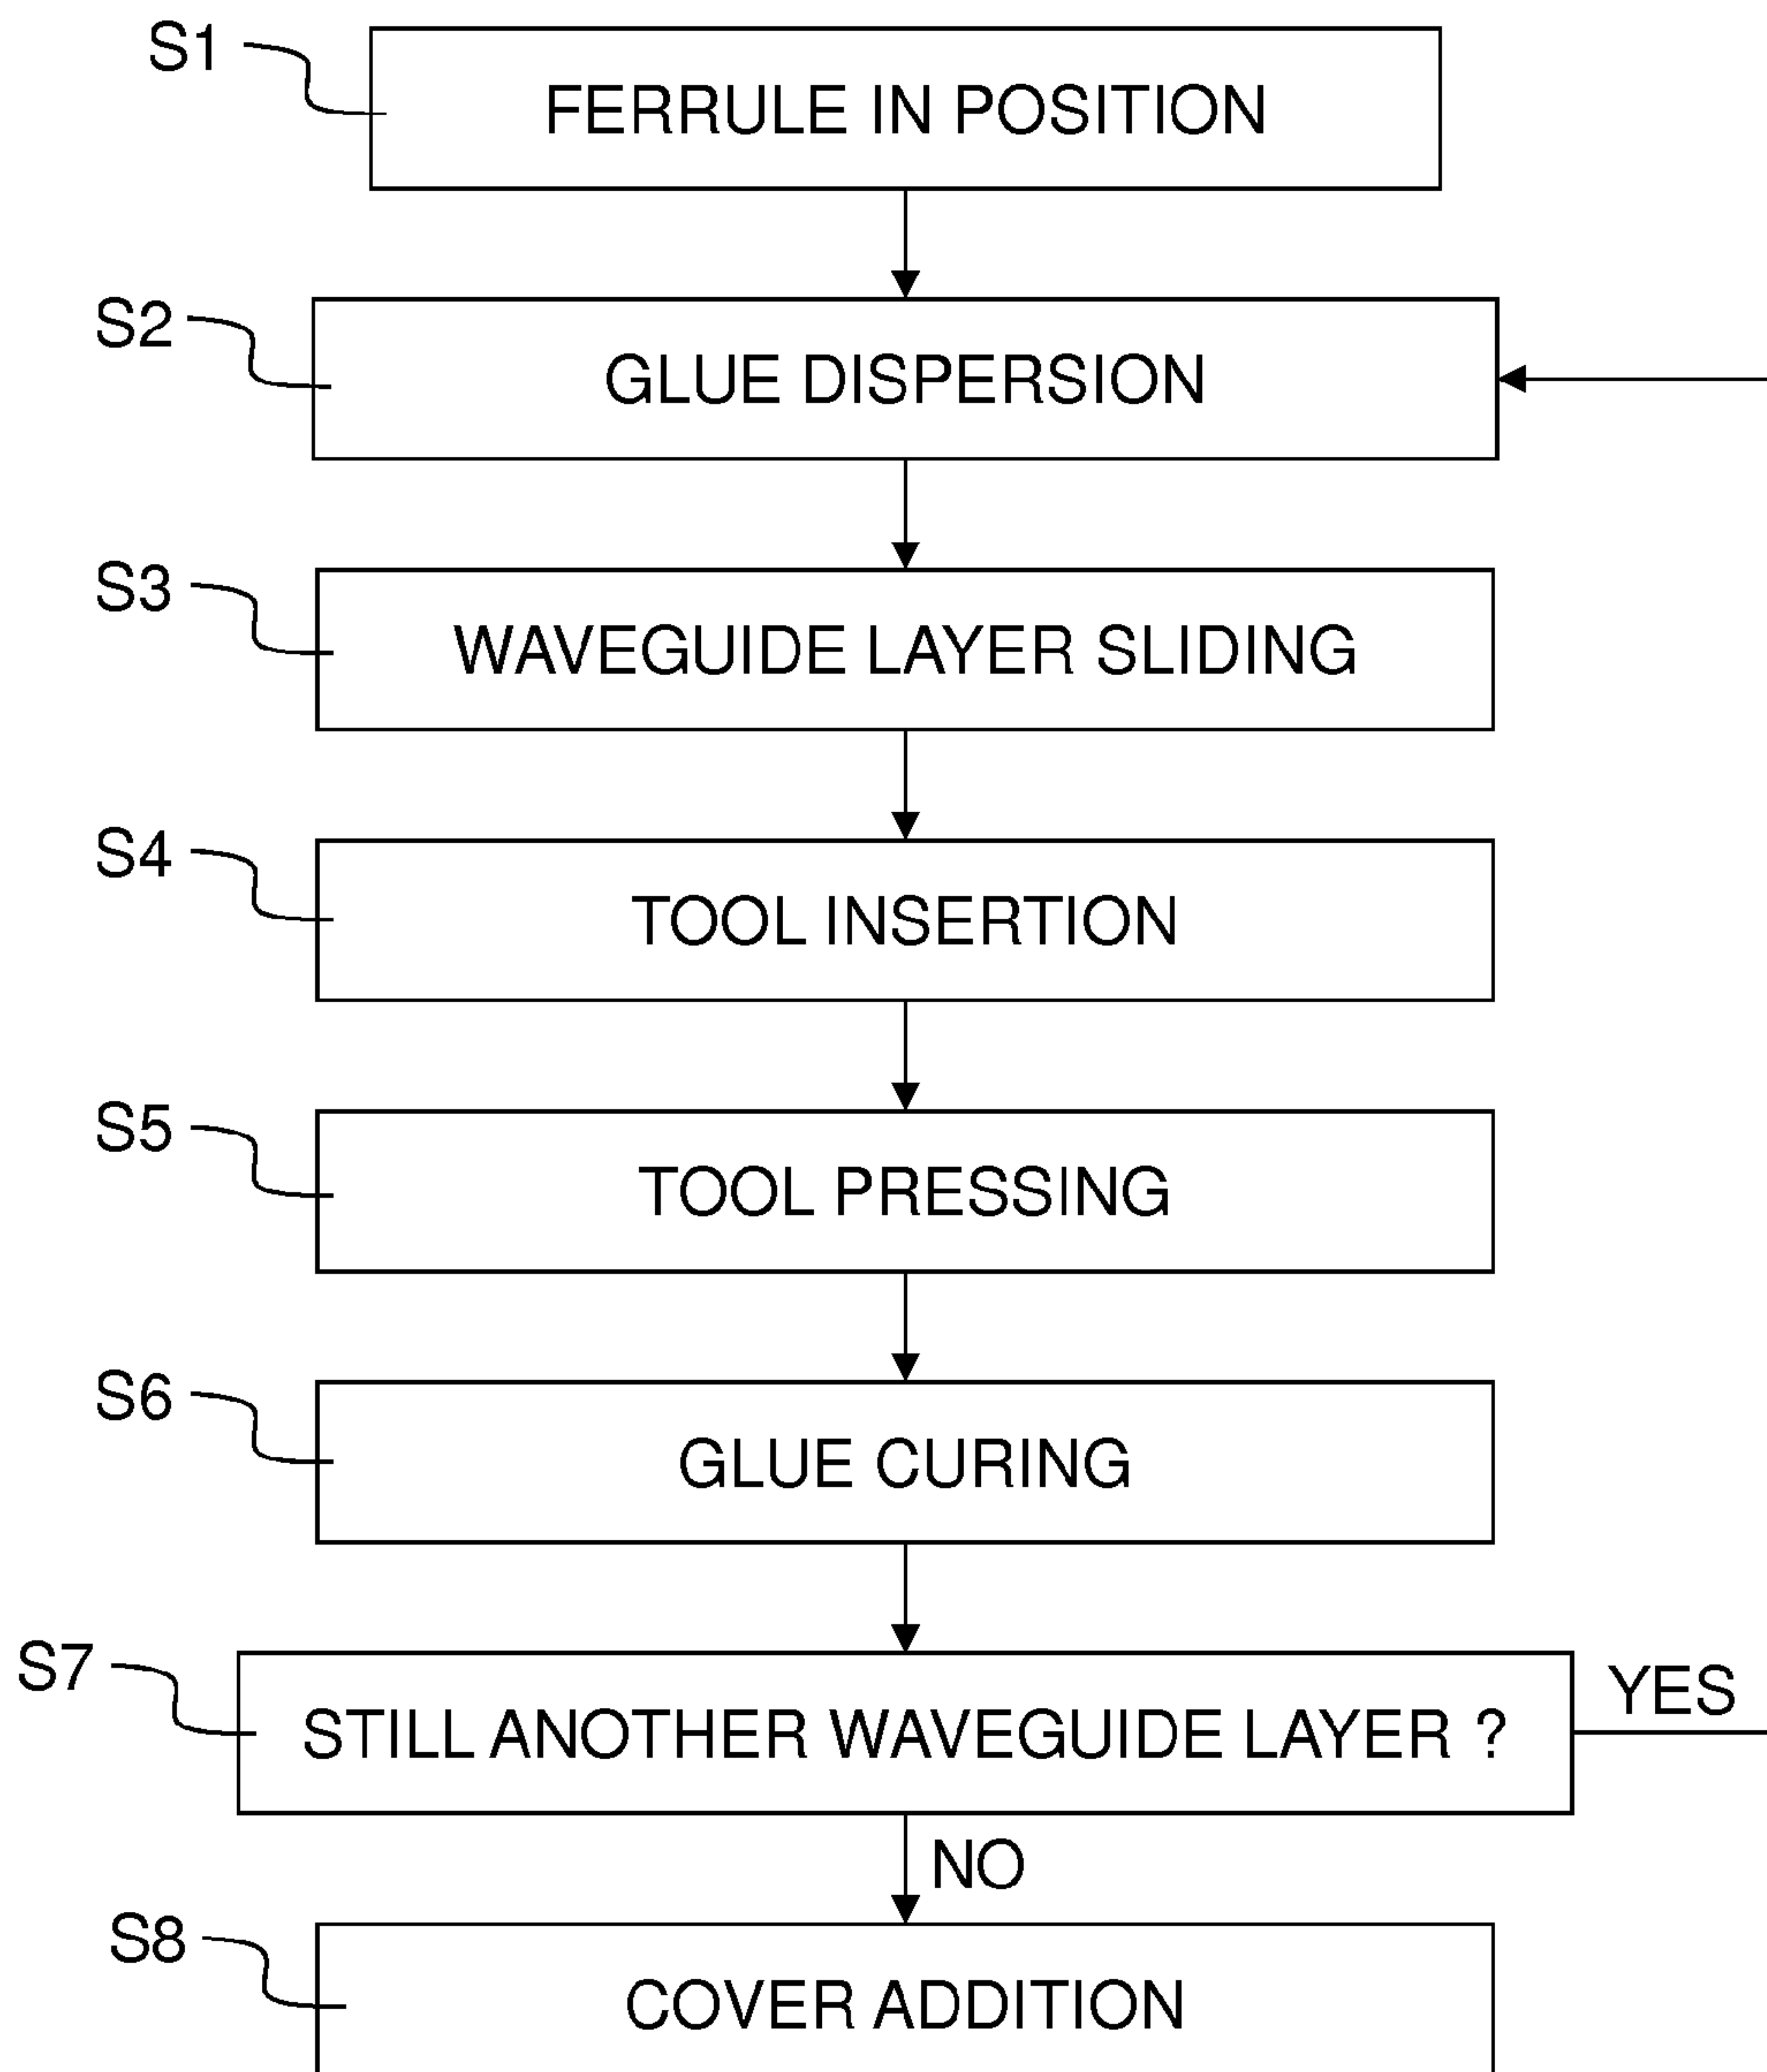 S1
FERRULE IN POSITION
S2
GLUE DISPERSION
S3
WAVEGUIDE LAYER SLIDING
S4
TOOL INSERTION
S5
TOOL PRESSING
S6
GLUE CURING
S7
STILL ANOTHER WAVEGUIDE LAYER ?
YES
NO
S8
COVER ADDITION